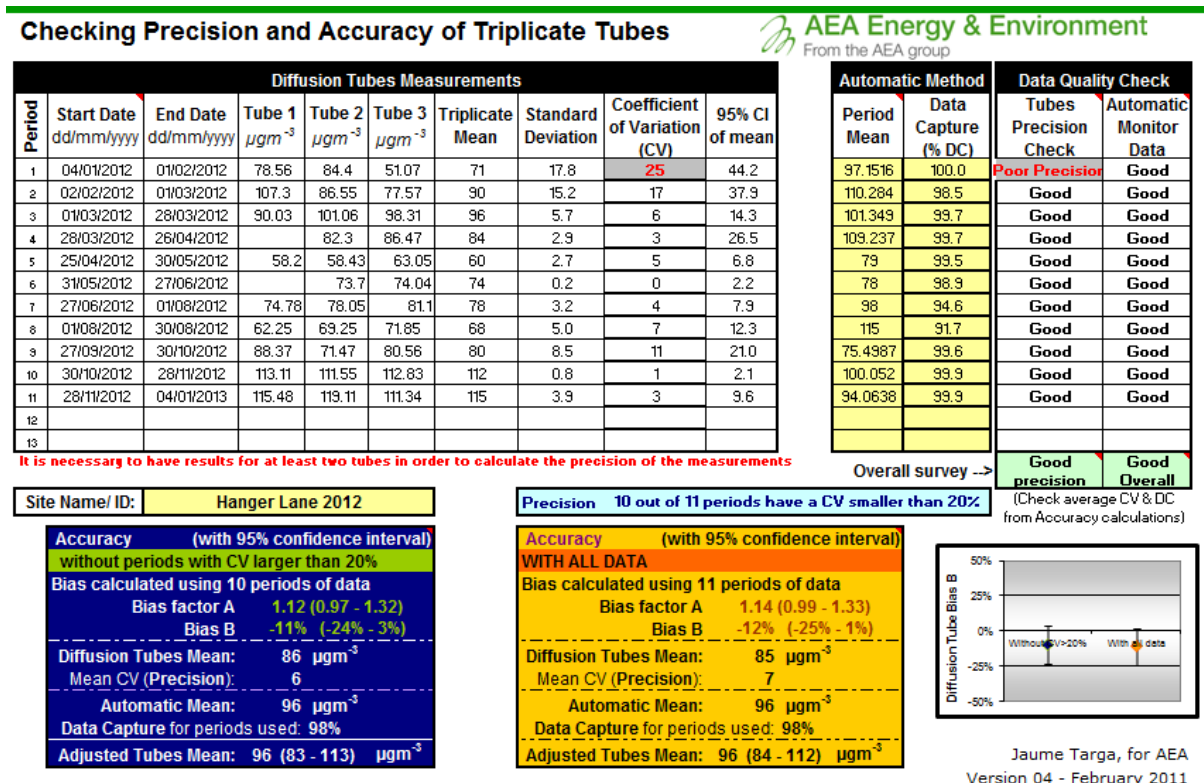 Checking Precision and Accuracy of Triplicate Tubes
AEA Energy & Environment
From the AEA group
Diffusion Tubes Measurements
Automatic Method
Data Quality Check
Period Start Date dd/mm/yyyy End Date dd/mm/yyyy Tube 1 µgm-3 Tube 2 µgm-3 Tube 3 µgm-3 Triplicate Mean Standard Deviation Coefficient of Variation (CV) 95% CI of mean Period Mean Data Capture (% DC) Tubes Precision Check Automatic Monitor Data
1 04/01/2012 01/02/2012 78.56 84.4 51.07 71 17.8 25 44.2 97.1516 100.0 Poor Precision Good
2 02/02/2012 01/03/2012 107.3 86.55 77.57 90 15.2 17 37.9 110.284 98.5 Good Good
3 01/03/2012 28/03/2012 90.03 101.06 98.31 96 5.7 6 14.3 101.349 99.7 Good Good
4 28/03/2012 26/04/2012 82.3 86.47 84 2.9 3 26.5 109.237 99.7 Good Good
5 25/04/2012 30/05/2012 58.2 58.43 63.05 60 2.7 5 6.8 79 99.5 Good Good
6 31/05/2012 27/06/2012 73.7 74.04 74 0.2 0 2.2 78 98.9 Good Good
7 27/06/2012 01/08/2012 74.78 78.05 81.1 78 3.2 4 7.9 98 94.6 Good Good
8 01/08/2012 30/08/2012 62.25 69.25 71.85 68 5.0 7 12.3 115 91.7 Good Good
9 27/09/2012 30/10/2012 88.37 71.47 80.56 80 8.5 11 21.0 75.4987 99.6 Good Good
10 30/10/2012 28/11/2012 113.11 111.55 112.83 112 0.8 1 2.1 100.052 99.9 Good Good
11 28/11/2012 04/01/2013 115.48 119.11 111.34 115 3.9 3 9.6 94.0638 99.9 Good Good
12
13
It is necessary to have results for at least two tubes in order to calculate the precision of the measurements
Overall survey --> Good precision Good Overall
(Check average CV & DC from Accuracy calculations)
Site Name/ ID: Hanger Lane 2012
Precision 10 out of 11 periods have a CV smaller than 20%
Accuracy (with 95% confidence interval)
without periods with CV larger than 20%
Bias calculated using 10 periods of data
Bias factor A 1.12 (0.97 - 1.32)
Bias B -11% (-24% - 3%)
Diffusion Tubes Mean: 86 µgm-3
Mean CV (Precision): 6
Automatic Mean: 96 µgm-3
Data Capture for periods used: 98%
Adjusted Tubes Mean: 96 (83 - 113) µgm-3
Accuracy (with 95% confidence interval)
WITH ALL DATA
Bias calculated using 11 periods of data
Bias factor A 1.14 (0.99 - 1.33)
Bias B -12% (-25% - 1%)
Diffusion Tubes Mean: 85 µgm-3
Mean CV (Precision): 7
Automatic Mean: 96 µgm-3
Data Capture for periods used: 98%
Adjusted Tubes Mean: 96 (84 - 112) µgm-3
Diffusion Tube Bias B
50%
25%
0%
-25%
-50%
Without CV>20% With all data
Jaume Targa, for AEA
Version 04 - February 2011